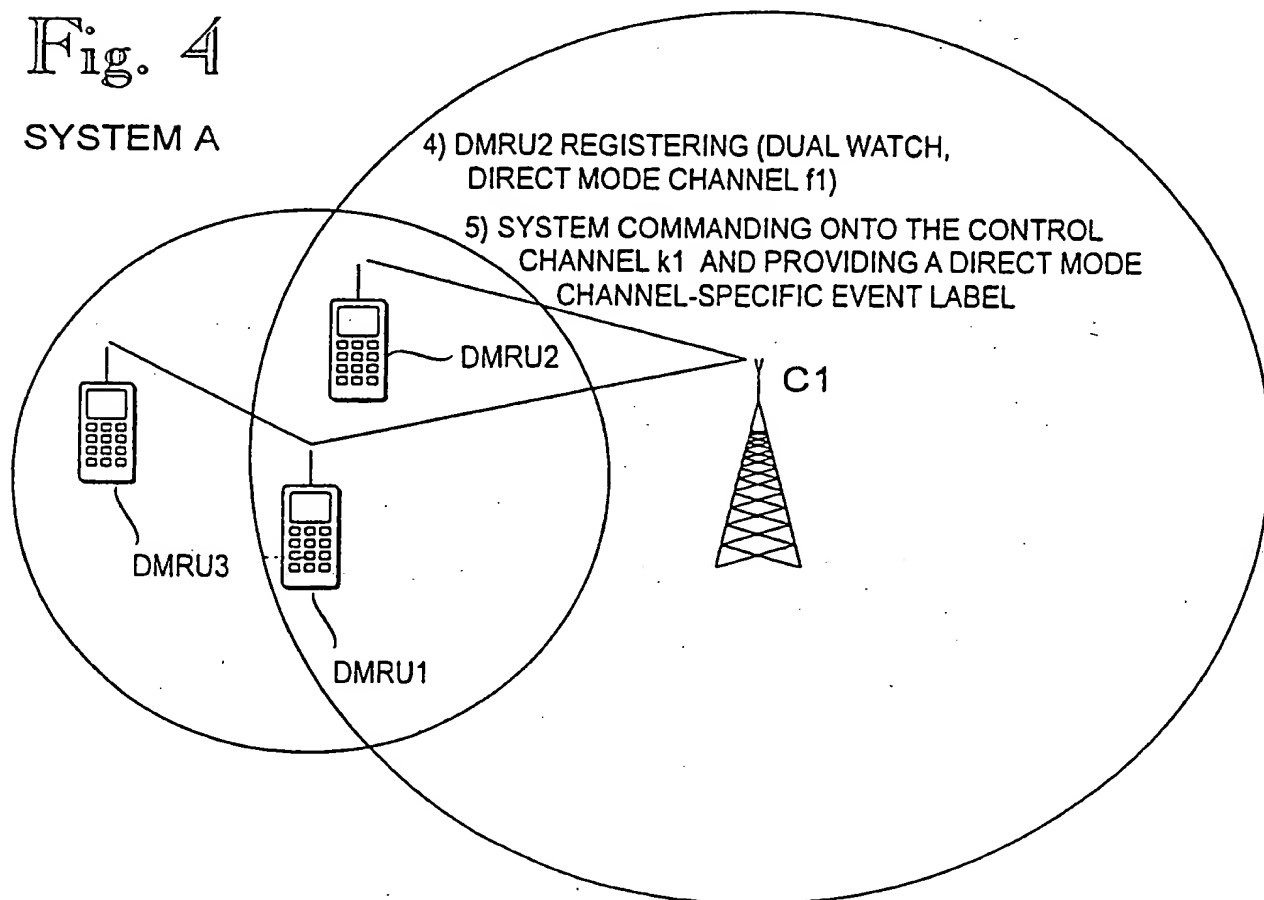 Fig. 4
SYSTEM A
4) DMRU2 REGISTERING (DUAL WATCH,
DIRECT MODE CHANNEL f1)
5) SYSTEM COMMANDING ONTO THE CONTROL
CHANNEL k1 AND PROVIDING A DIRECT MODE
CHANNEL-SPECIFIC EVENT LABEL
DMRU2
C1
DMRU3
DMRU1